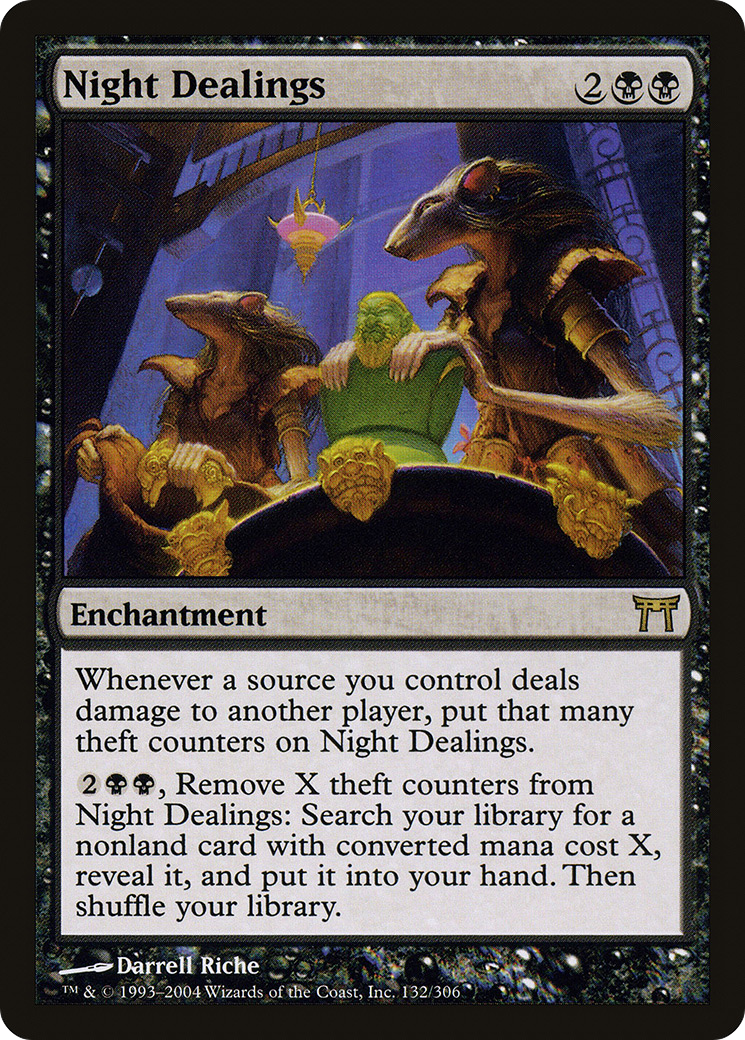 Night Dealings 2
Enchantment
Whenever a source you control deals
damage to another player, put that many
theft counters on Night Dealings.
2, Remove X theft counters from
Night Dealings: Search your library for a
nonland card with converted mana cost X,
reveal it, and put it into your hand. Then
shuffle your library.
Darrell Riche
™ & © 1993–2004 Wizards of the Coast, Inc. 132/306